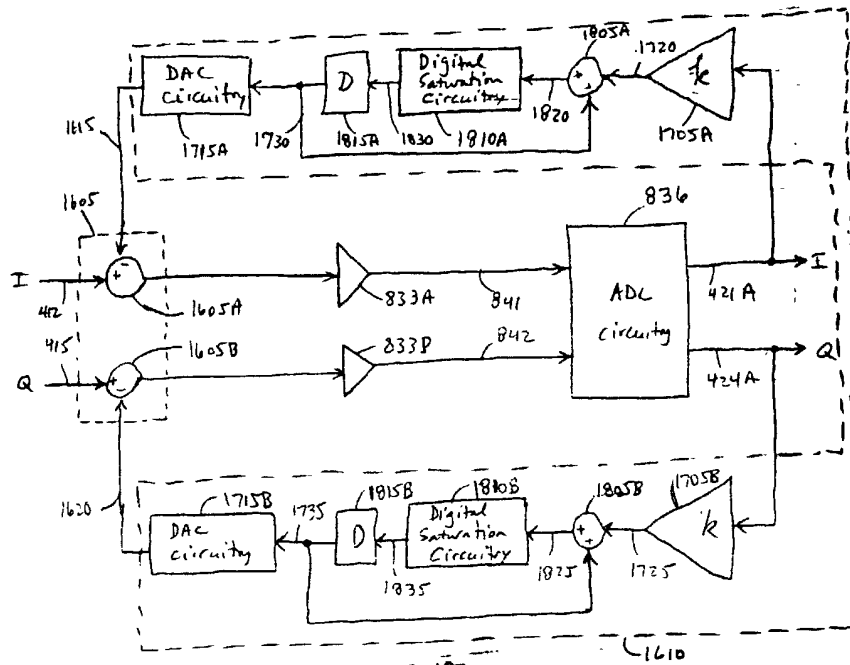 1805A
1720
DAC
Circuitry
D
Digital
Saturation
Circuitry
+
+
k
1820
1615
1715A
1730
1815A
1830
1810A
1705A
1605
836
I
+
-
412
1605A
833A
841
ADC
circuitry
421A
I
Q
415
1605B
+
-
833B
842
424A
Q
1620
1715B
1735
1815B
1810B
1805B
1705B
DAC
circuitry
D
Digital
Saturation
Circuitry
+
+
k
1835
1825
1725
1610